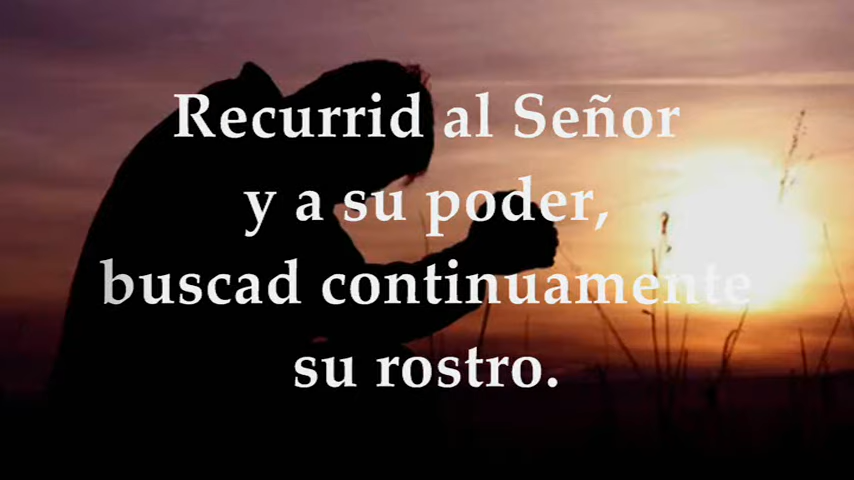 Recurrid al Señor
y a su poder,
buscad continuamente
su rostro.